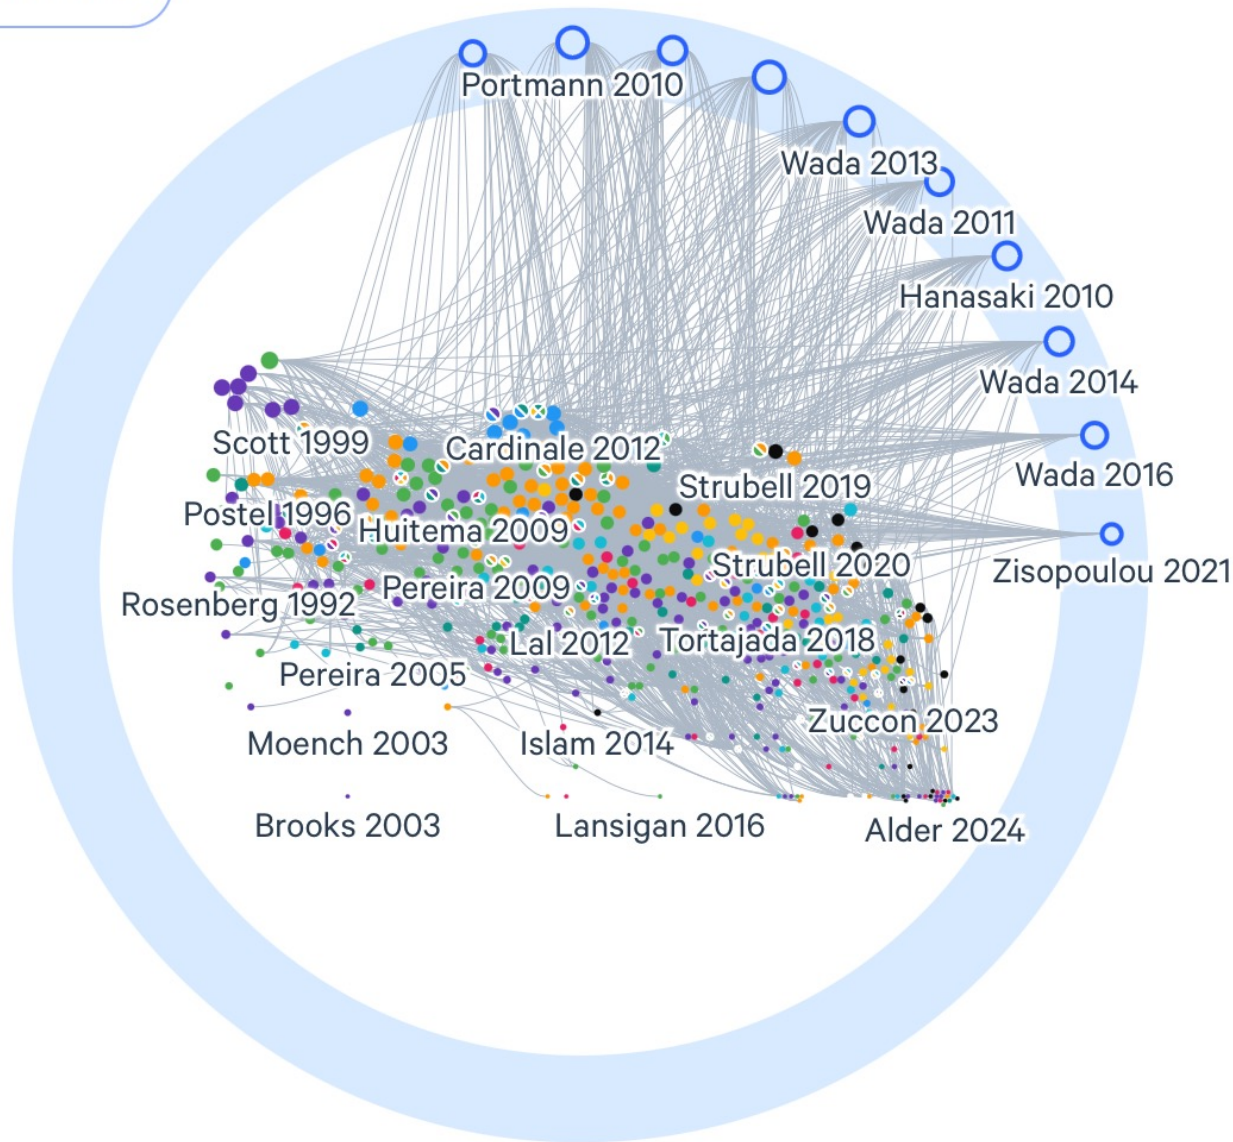 Portmann 2010
Wada 2013
Wada 2011
Hanasaki 2010
Wada 2014
Scott 1999
Cardinale 2012
Wada 2016
Strubell 2019
Postel 1996
Huitema 2009
Strubell 2020
Zisopoulou 2021
Pereira 2009
Rosenberg 1992
Lal 2012
Tortajada 2018
Pereira 2005
Zuccon 2023
Moench 2003
Islam 2014
Brooks 2003
Lansigan 2016
Alder 2024